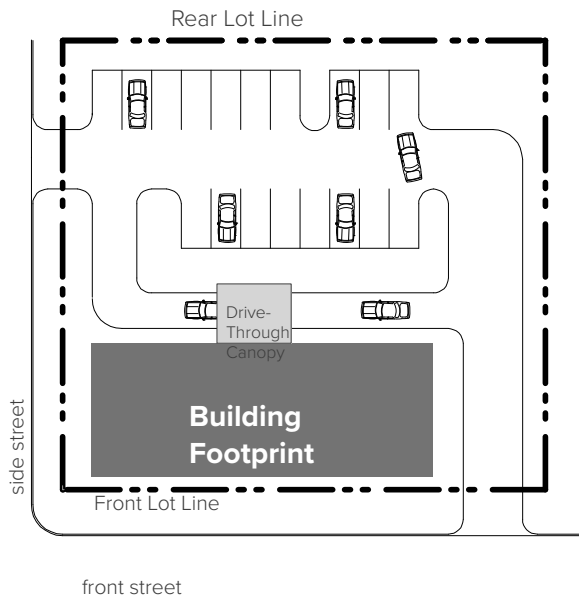 Rear Lot Line
Drive-
Through
Canopy
Building
Footprint
side street
Front Lot Line
front street